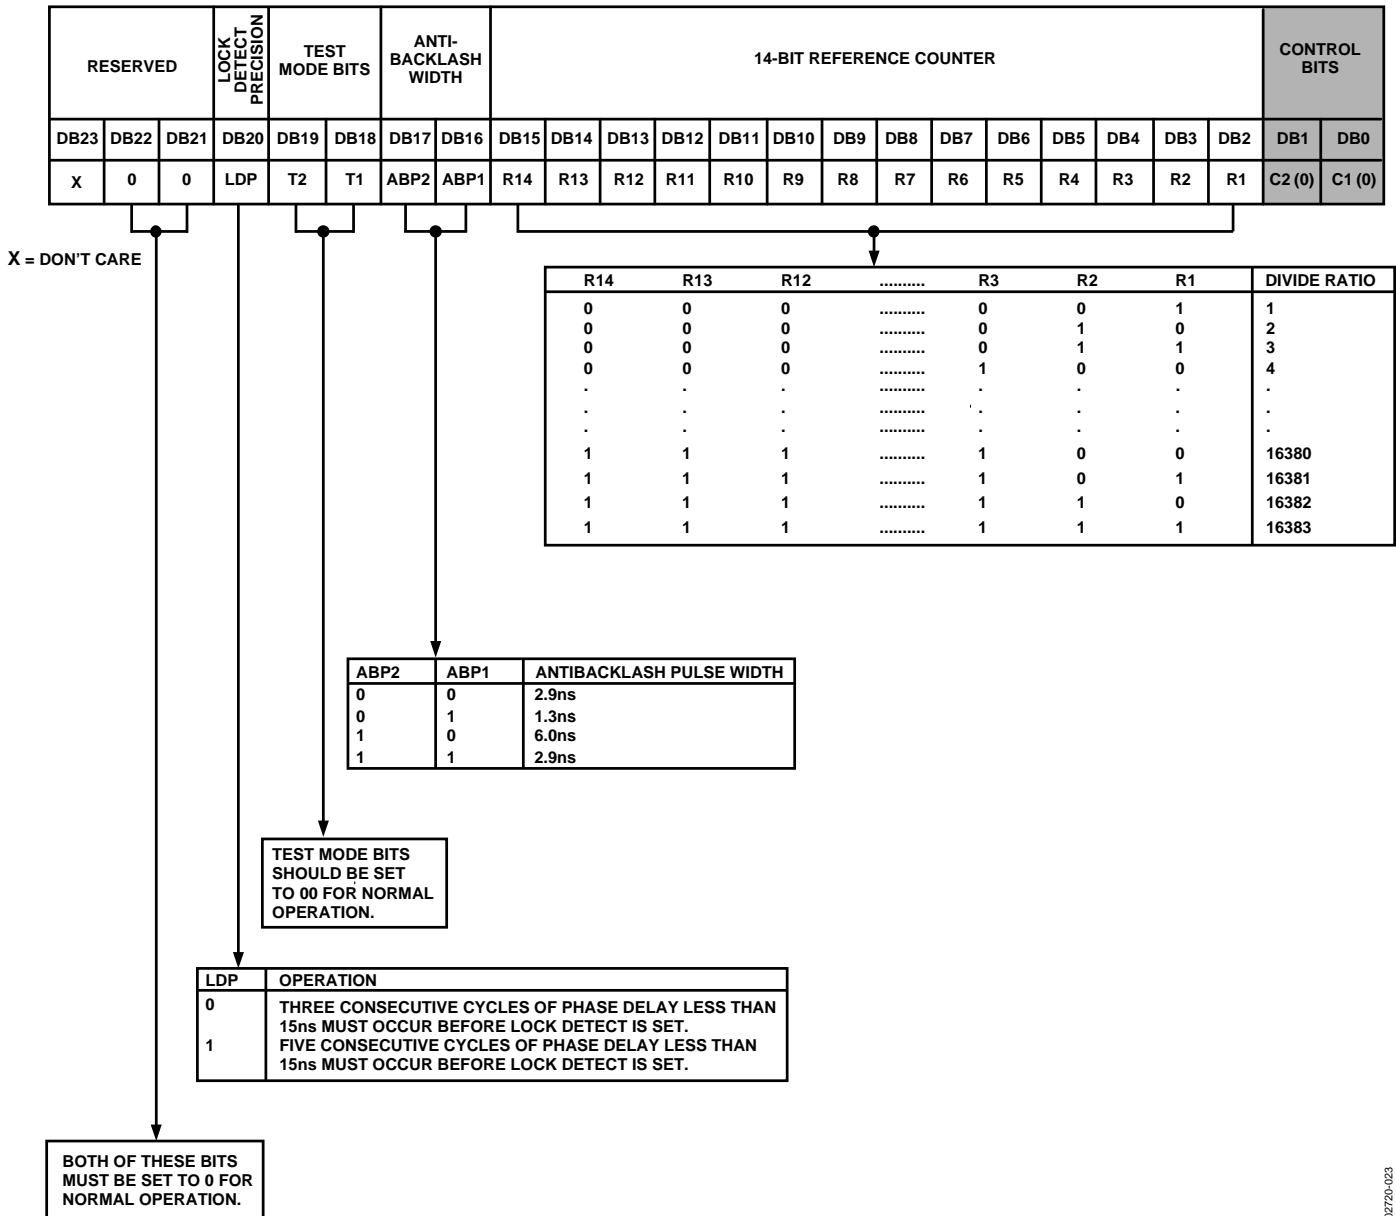 RESERVED
LOCK
DETECT
PRECISION
TEST
MODE BITS
ANTI-
BACKLASH
WIDTH
14-BIT REFERENCE COUNTER
CONTROL
BITS
DB23 DB22 DB21 DB20 DB19 DB18 DB17 DB16 DB15 DB14 DB13 DB12 DB11 DB10 DB9 DB8 DB7 DB6 DB5 DB4 DB3 DB2 DB1 DB0
X 0 0 LDP T2 T1 ABP2 ABP1 R14 R13 R12 R11 R10 R9 R8 R7 R6 R5 R4 R3 R2 R1 C2 (0) C1 (0)
X = DON'T CARE
R14 R13 R12 .......... R3 R2 R1 DIVIDE RATIO
0 0 0 .......... 0 0 1 1
0 0 0 .......... 0 1 0 2
0 0 0 .......... 0 1 1 3
0 0 0 .......... 1 0 0 4
. . . .......... . . . .
. . . .......... . . . .
. . . .......... . . . .
1 1 1 .......... 1 0 0 16380
1 1 1 .......... 1 0 1 16381
1 1 1 .......... 1 1 0 16382
1 1 1 .......... 1 1 1 16383
ABP2 ABP1 ANTIBACKLASH PULSE WIDTH
0 0 2.9ns
0 1 1.3ns
1 0 6.0ns
1 1 2.9ns
TEST MODE BITS
SHOULD BE SET
TO 00 FOR NORMAL
OPERATION.
LDP OPERATION
0 THREE CONSECUTIVE CYCLES OF PHASE DELAY LESS THAN
15ns MUST OCCUR BEFORE LOCK DETECT IS SET.
1 FIVE CONSECUTIVE CYCLES OF PHASE DELAY LESS THAN
15ns MUST OCCUR BEFORE LOCK DETECT IS SET.
BOTH OF THESE BITS
MUST BE SET TO 0 FOR
NORMAL OPERATION.
02720-023